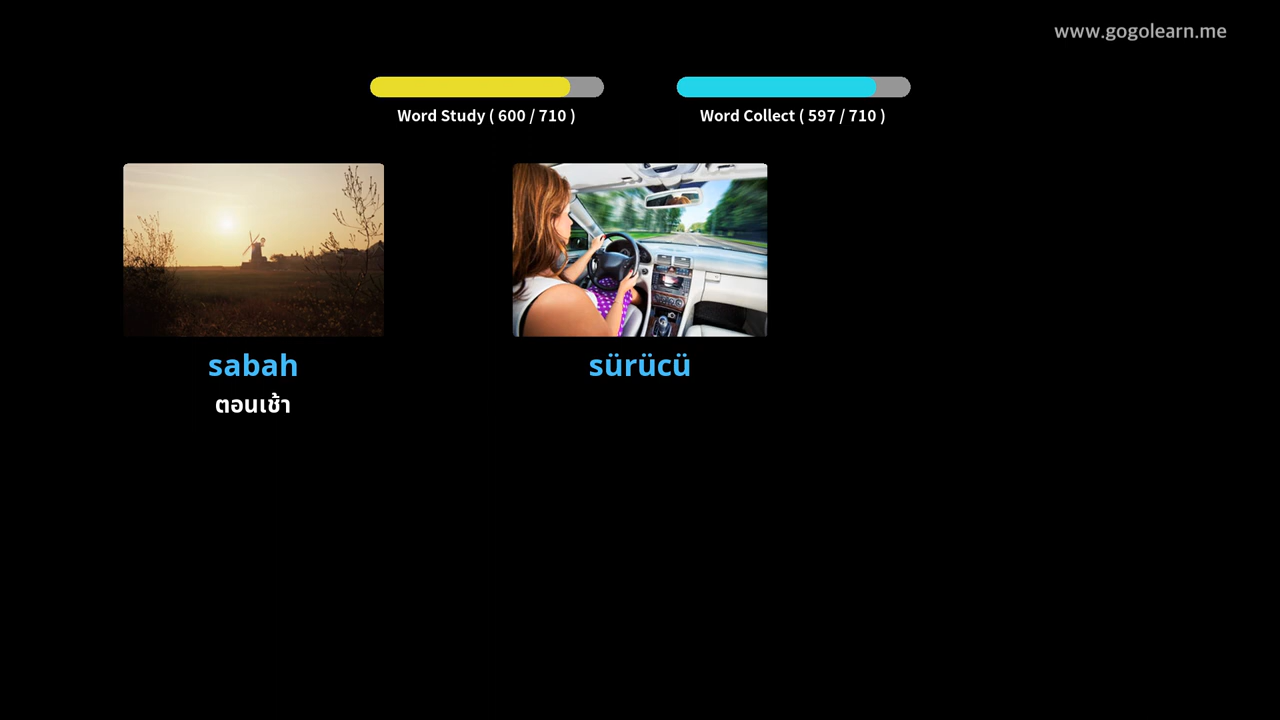 www.gogolearn.me
Word Study ( 600 / 710 )
Word Collect ( 597 / 710 )
sabah
ตอนเช้า
sürücü